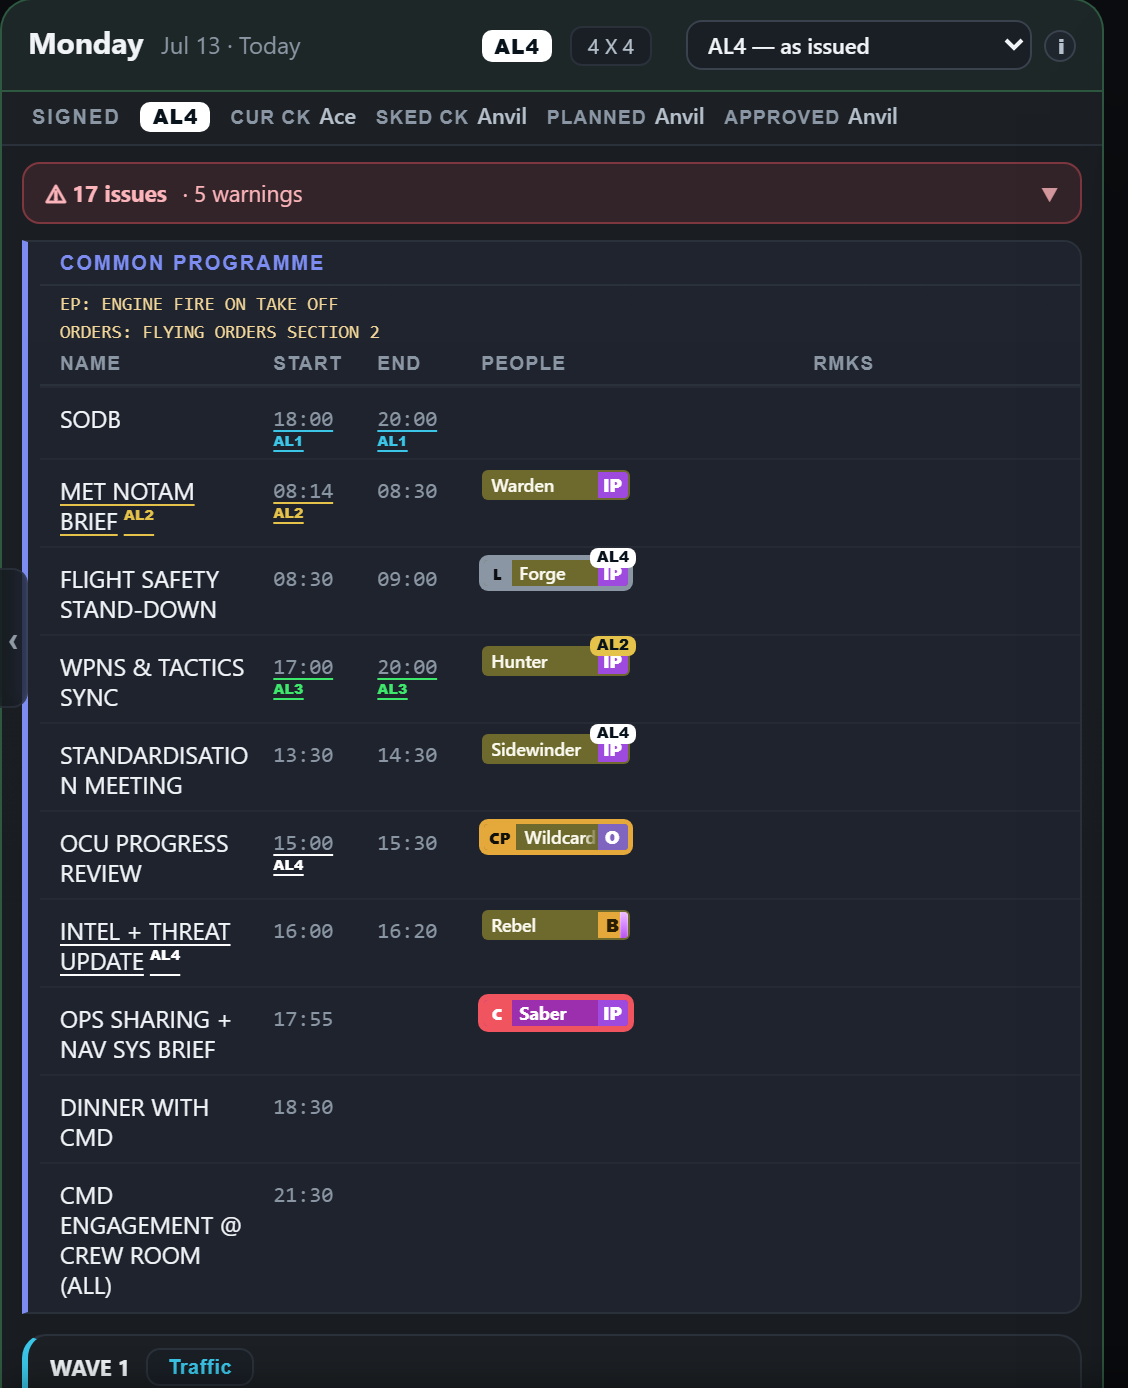 Monday Jul 13 · Today AL4 4 X 4 AL4 — as issued i
SIGNED AL4 CUR CK Ace SKED CK Anvil PLANNED Anvil APPROVED Anvil
17 issues · 5 warnings
COMMON PROGRAMME
EP: ENGINE FIRE ON TAKE OFF
ORDERS: FLYING ORDERS SECTION 2
NAME START END PEOPLE RMKS
SODB 18:00 20:00
AL1 AL1
MET NOTAM 08:14 08:30 Warden IP
BRIEF AL2 AL2
AL4
FLIGHT SAFETY 08:30 09:00 L Forge IP
STAND-DOWN
AL2
WPNS & TACTICS 17:00 20:00 Hunter IP
SYNC AL3 AL3
AL4
STANDARDISATIO 13:30 14:30 Sidewinder IP
N MEETING
OCU PROGRESS 15:00 15:30 CP Wildcard O
REVIEW AL4
INTEL + THREAT 16:00 16:20 Rebel B
UPDATE AL4
OPS SHARING + 17:55 C Saber IP
NAV SYS BRIEF
DINNER WITH 18:30
CMD
CMD 21:30
ENGAGEMENT @
CREW ROOM
(ALL)
WAVE 1 Traffic